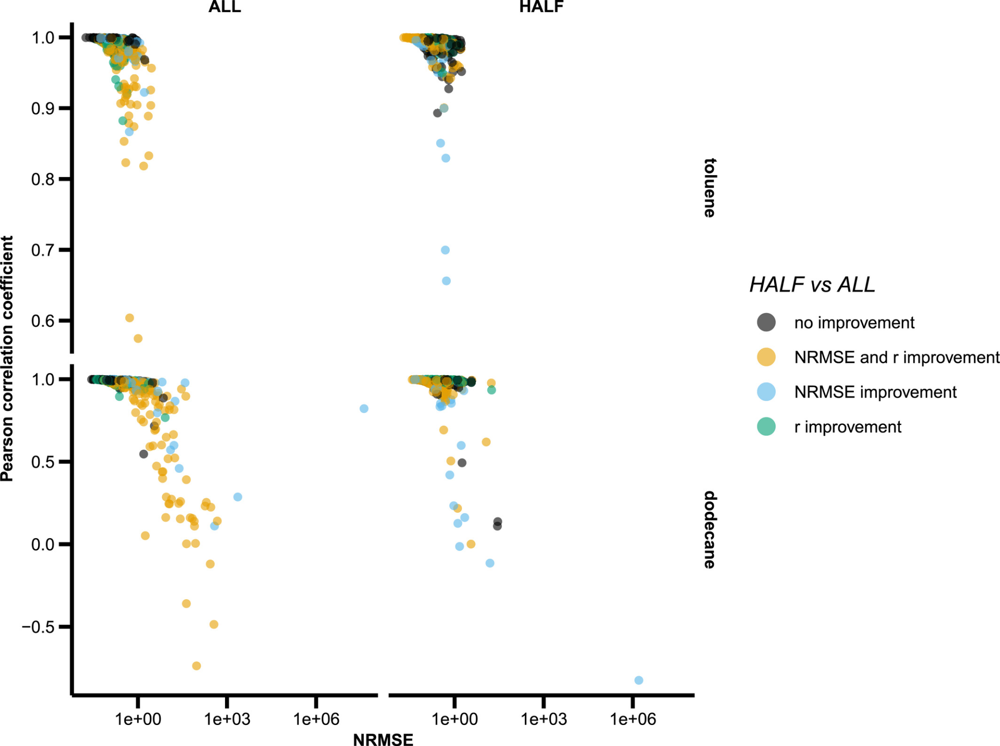 ALL
HALF
1.0
0.9
0.8
0.7
0.6
toluene
1.0
0.5
0.0
−0.5
dodecane
Pearson correlation coefficient
1e+00
1e+03
1e+06
1e+00
1e+03
1e+06
NRMSE
HALF vs ALL
no improvement
NRMSE and r improvement
NRMSE improvement
r improvement